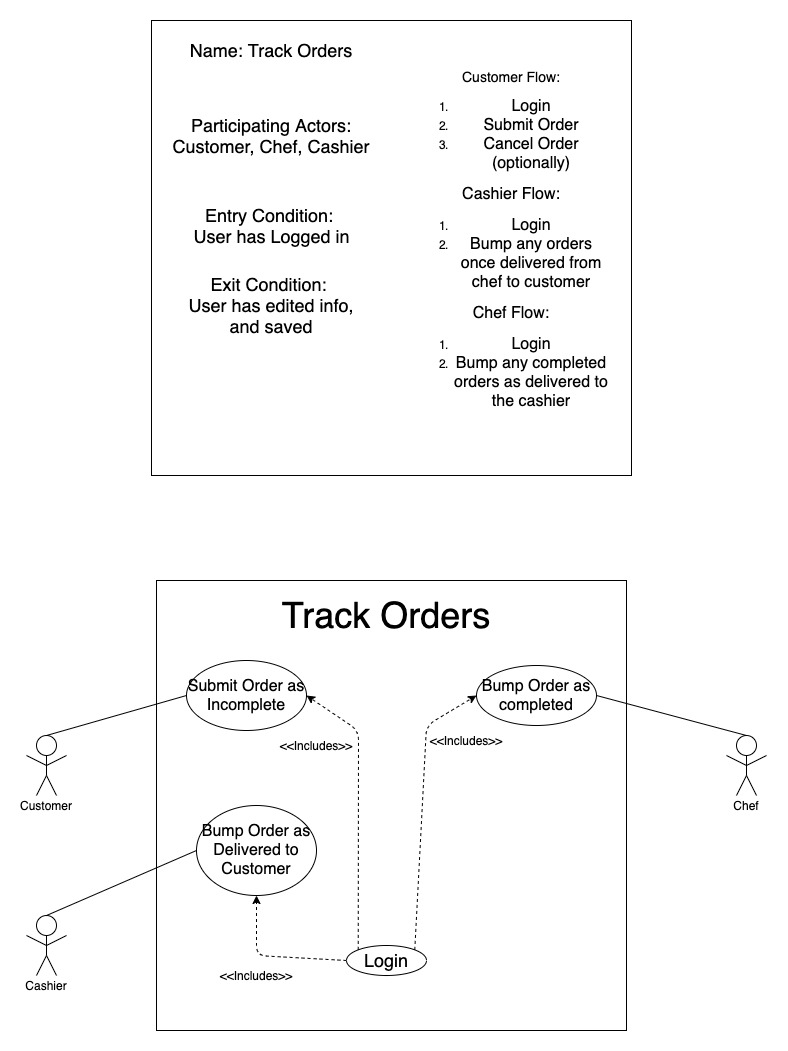 Name: Track Orders
Participating Actors:
Customer, Chef, Cashier
Entry Condition:
User has Logged in
Exit Condition:
User has edited info,
and saved
Customer Flow:
1. Login
2. Submit Order
3. Cancel Order
(optionally)
Cashier Flow:
1. Login
2. Bump any orders
once delivered from
chef to customer
Chef Flow:
1. Login
2. Bump any completed
orders as delivered to
the cashier
Track Orders
Submit Order as
Incomplete
Bump Order as
completed
<<Includes>>
<<Includes>>
Customer
Chef
Bump Order as
Delivered to
Customer
Login
<<Includes>>
Cashier